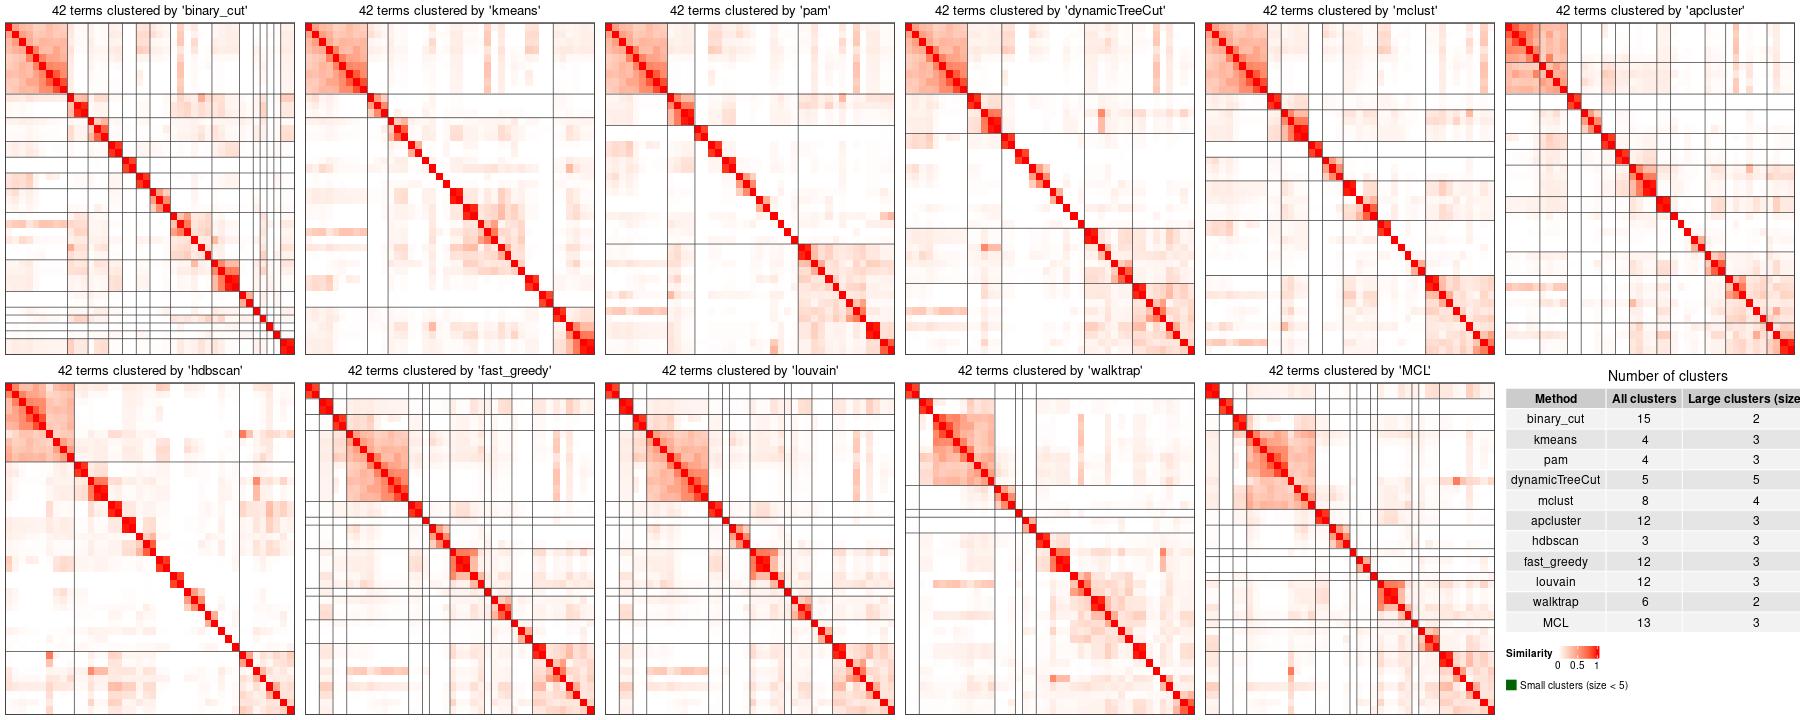 42 terms clustered by 'binary_cut'
42 terms clustered by 'kmeans'
42 terms clustered by 'pam'
42 terms clustered by 'dynamicTreeCut'
42 terms clustered by 'mclust'
42 terms clustered by 'apcluster'
42 terms clustered by 'hdbscan'
42 terms clustered by 'fast_greedy'
42 terms clustered by 'louvain'
42 terms clustered by 'walktrap'
42 terms clustered by 'MCL'
Number of clusters
Method All clusters Large clusters (size
binary_cut 15 2
kmeans 4 3
pam 4 3
dynamicTreeCut 5 5
mclust 8 4
apcluster 12 3
hdbscan 3 3
fast_greedy 12 3
louvain 12 3
walktrap 6 2
MCL 13 3
Similarity
0 0.5 1
Small clusters (size < 5)